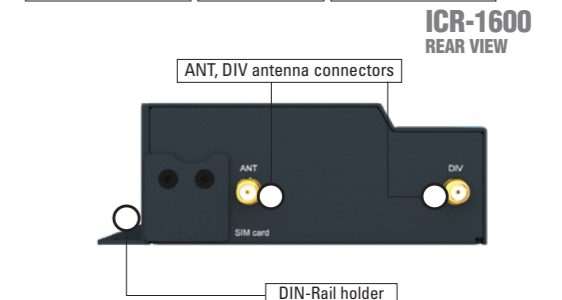 ICR-1600
REAR VIEW
ANT, DIV antenna connectors
ANT
DIV
SIM card
DIN-Rail holder